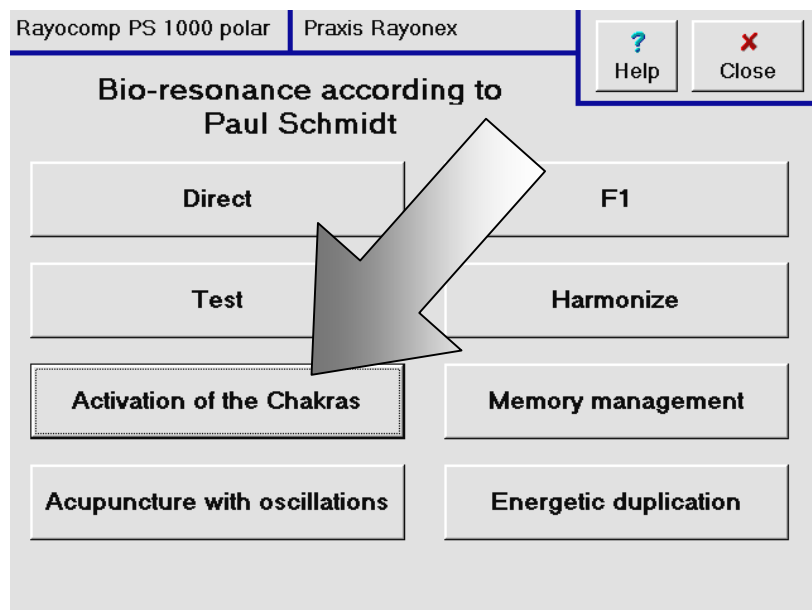 Rayocomp PS 1000 polar
Praxis Rayonex
?
Help
Close
Bio-resonance according to
Paul Schmidt
Direct
F1
Test
Harmonize
Activation of the Chakras
Memory management
Acupuncture with oscillations
Energetic duplication